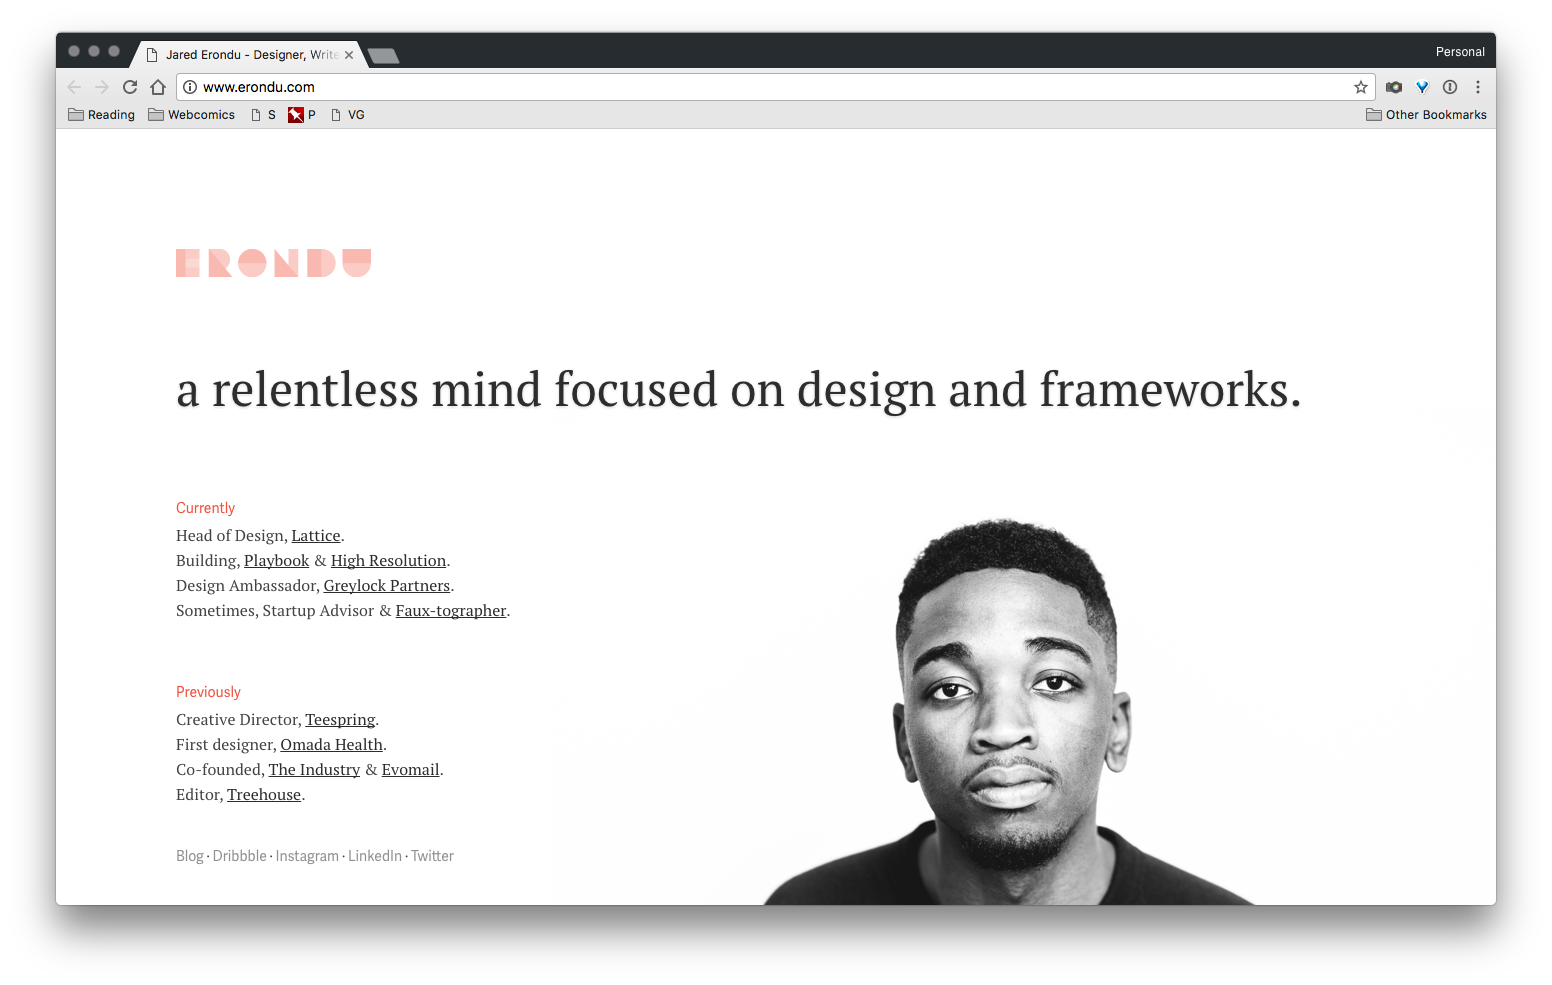 Jared Erondu - Designer, Write
Personal
www.erondu.com
Reading Webcomics S P VG Other Bookmarks
ERONDU
a relentless mind focused on design and frameworks.
Currently
Head of Design, Lattice.
Building, Playbook & High Resolution.
Design Ambassador, Greylock Partners.
Sometimes, Startup Advisor & Faux-tographer.
Previously
Creative Director, Teespring.
First designer, Omada Health.
Co-founded, The Industry & Evomail.
Editor, Treehouse.
Blog · Dribbble · Instagram · LinkedIn · Twitter